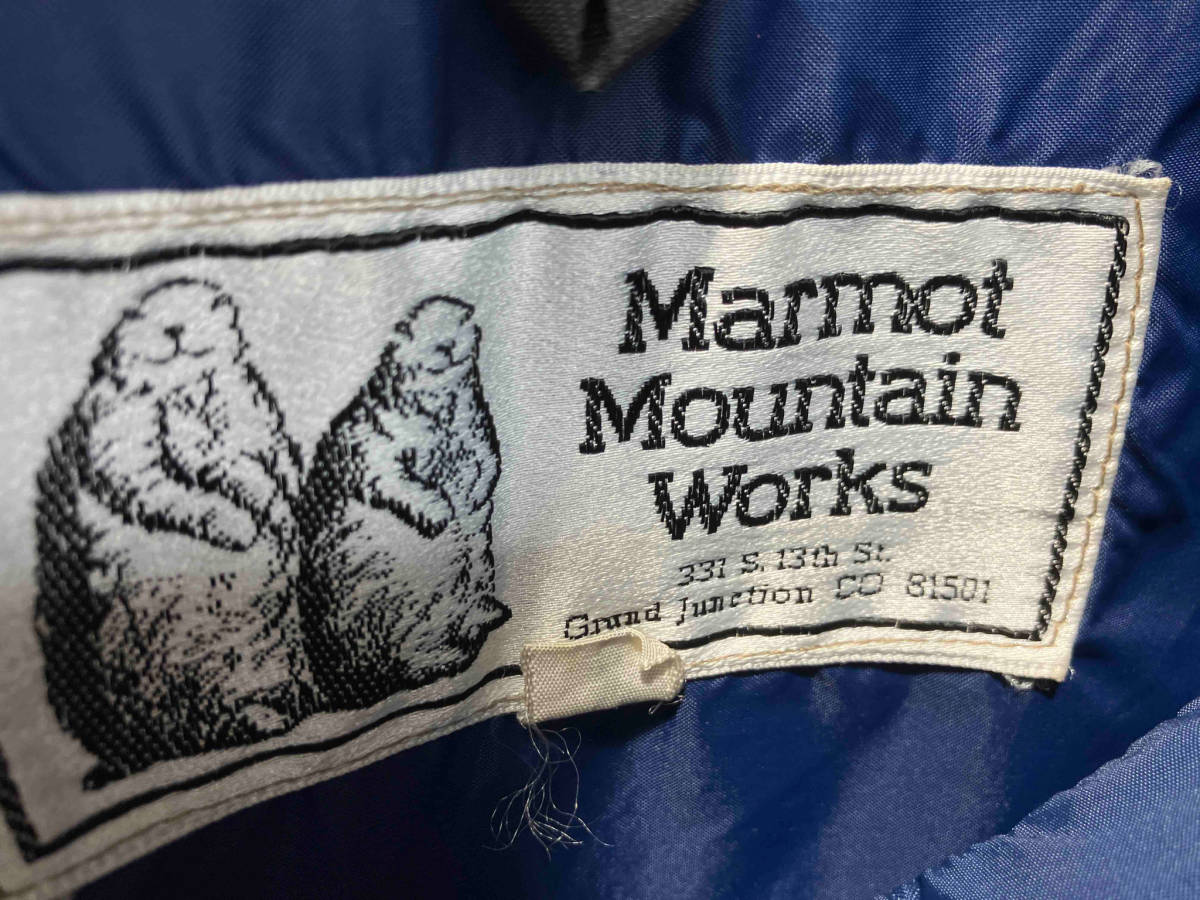 Marmot
Mountain
Works
331 S. 13th St.
Grand Junction CO 81501